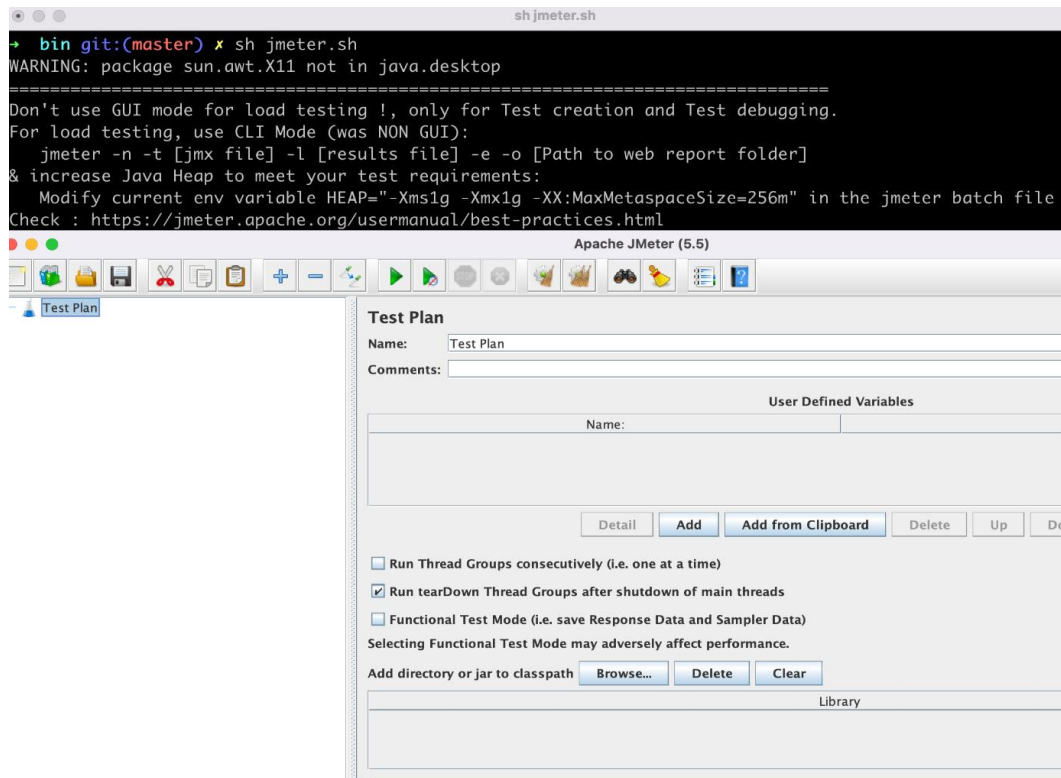 sh jmeter.sh
→ bin git:(master) ✗ sh jmeter.sh
WARNING: package sun.awt.X11 not in java.desktop
================================================================================
Don't use GUI mode for load testing !, only for Test creation and Test debugging.
For load testing, use CLI Mode (was NON GUI):
jmeter -n -t [jmx file] -l [results file] -e -o [Path to web report folder]
& increase Java Heap to meet your test requirements:
Modify current env variable HEAP="-Xms1g -Xmx1g -XX:MaxMetaspaceSize=256m" in the jmeter batch file
Check : https://jmeter.apache.org/usermanual/best-practices.html
Apache JMeter (5.5)
Test Plan
Test Plan
Name: Test Plan
Comments:
User Defined Variables
Name:
Detail Add Add from Clipboard Delete Up Do
Run Thread Groups consecutively (i.e. one at a time)
Run tearDown Thread Groups after shutdown of main threads
Functional Test Mode (i.e. save Response Data and Sampler Data)
Selecting Functional Test Mode may adversely affect performance.
Add directory or jar to classpath Browse... Delete Clear
Library